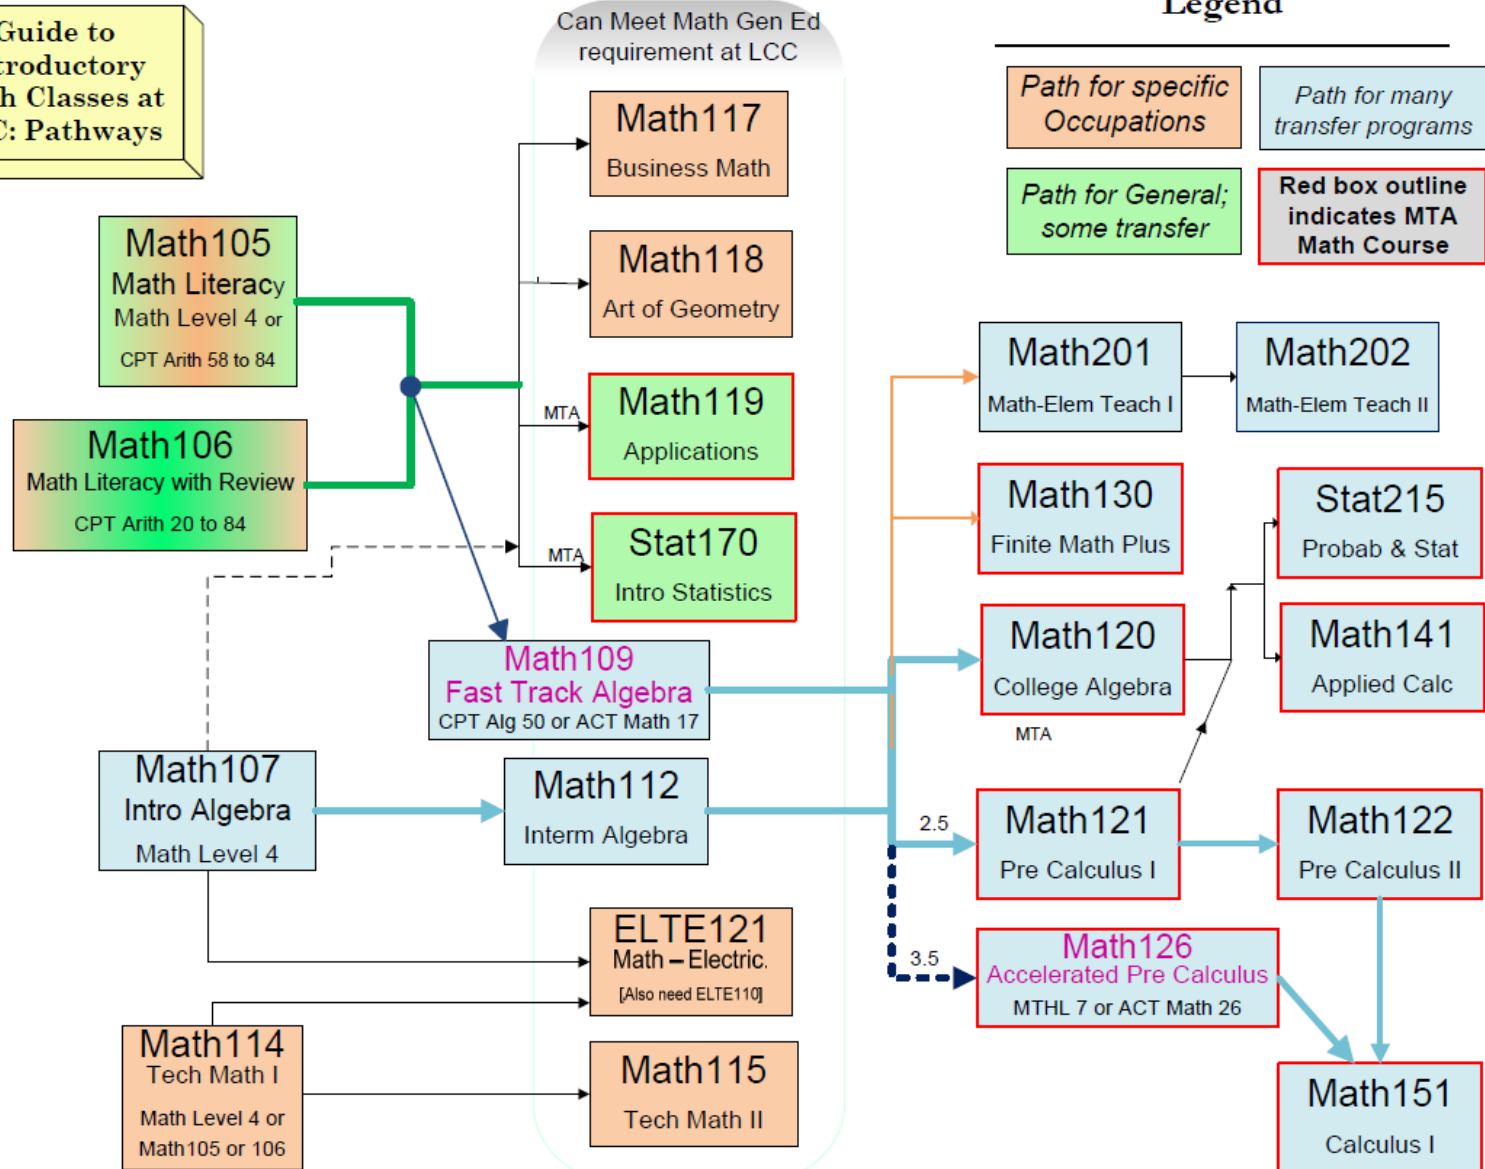 Guide to
troductory
h Classes at
C: Pathways
Can Meet Math Gen Ed
requirement at LCC
Legend
Path for specific
Occupations
Path for many
transfer programs
Path for General;
some transfer
Red box outline
indicates MTA
Math Course
Math117
Business Math
Math105
Math Literacy
Math Level 4 or
CPT Arith 58 to 84
Math118
Art of Geometry
Math106
Math Literacy with Review
CPT Arith 20 to 84
MTA
Math119
Applications
MTA
Stat170
Intro Statistics
Math201
Math-Elem Teach I
Math202
Math-Elem Teach II
Math130
Finite Math Plus
Stat215
Probab & Stat
Math109
Fast Track Algebra
CPT Alg 50 or ACT Math 17
Math120
College Algebra
MTA
Math141
Applied Calc
Math107
Intro Algebra
Math Level 4
Math112
Interm Algebra
2.5
Math121
Pre Calculus I
Math122
Pre Calculus II
ELTE121
Math – Electric.
[Also need ELTE110]
3.5
Math126
Accelerated Pre Calculus
MTHL 7 or ACT Math 26
Math114
Tech Math I
Math Level 4 or
Math105 or 106
Math115
Tech Math II
Math151
Calculus I